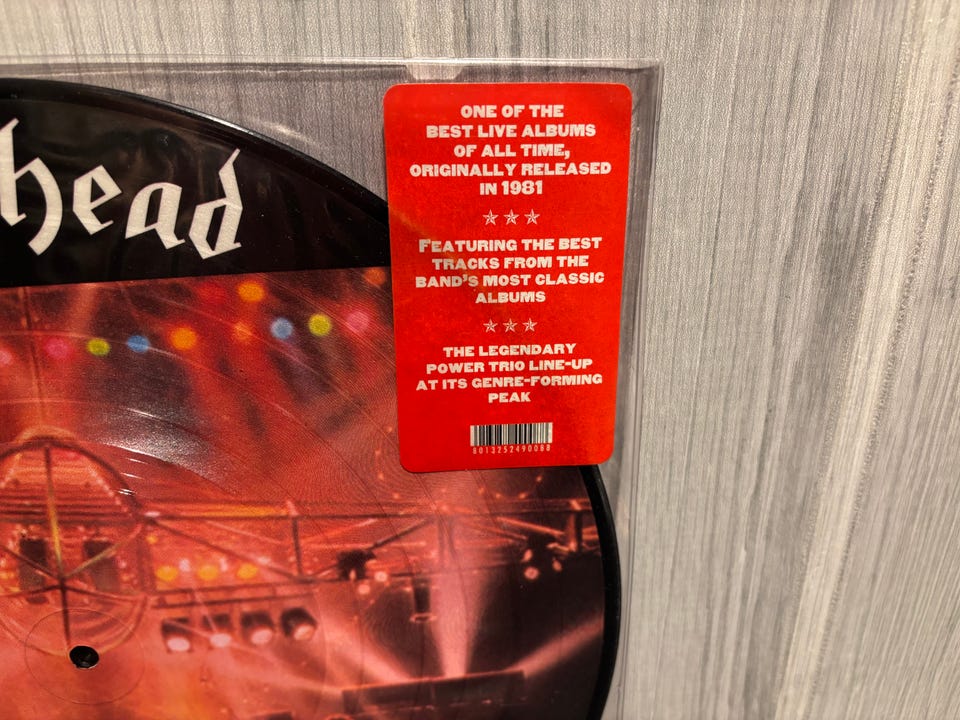 head
ONE OF THE
BEST LIVE ALBUMS
OF ALL TIME,
ORIGINALLY RELEASED
IN 1981
FEATURING THE BEST
TRACKS FROM THE
BAND'S MOST CLASSIC
ALBUMS
THE LEGENDARY
POWER TRIO LINE-UP
AT ITS GENRE-FORMING
PEAK
8013252490088